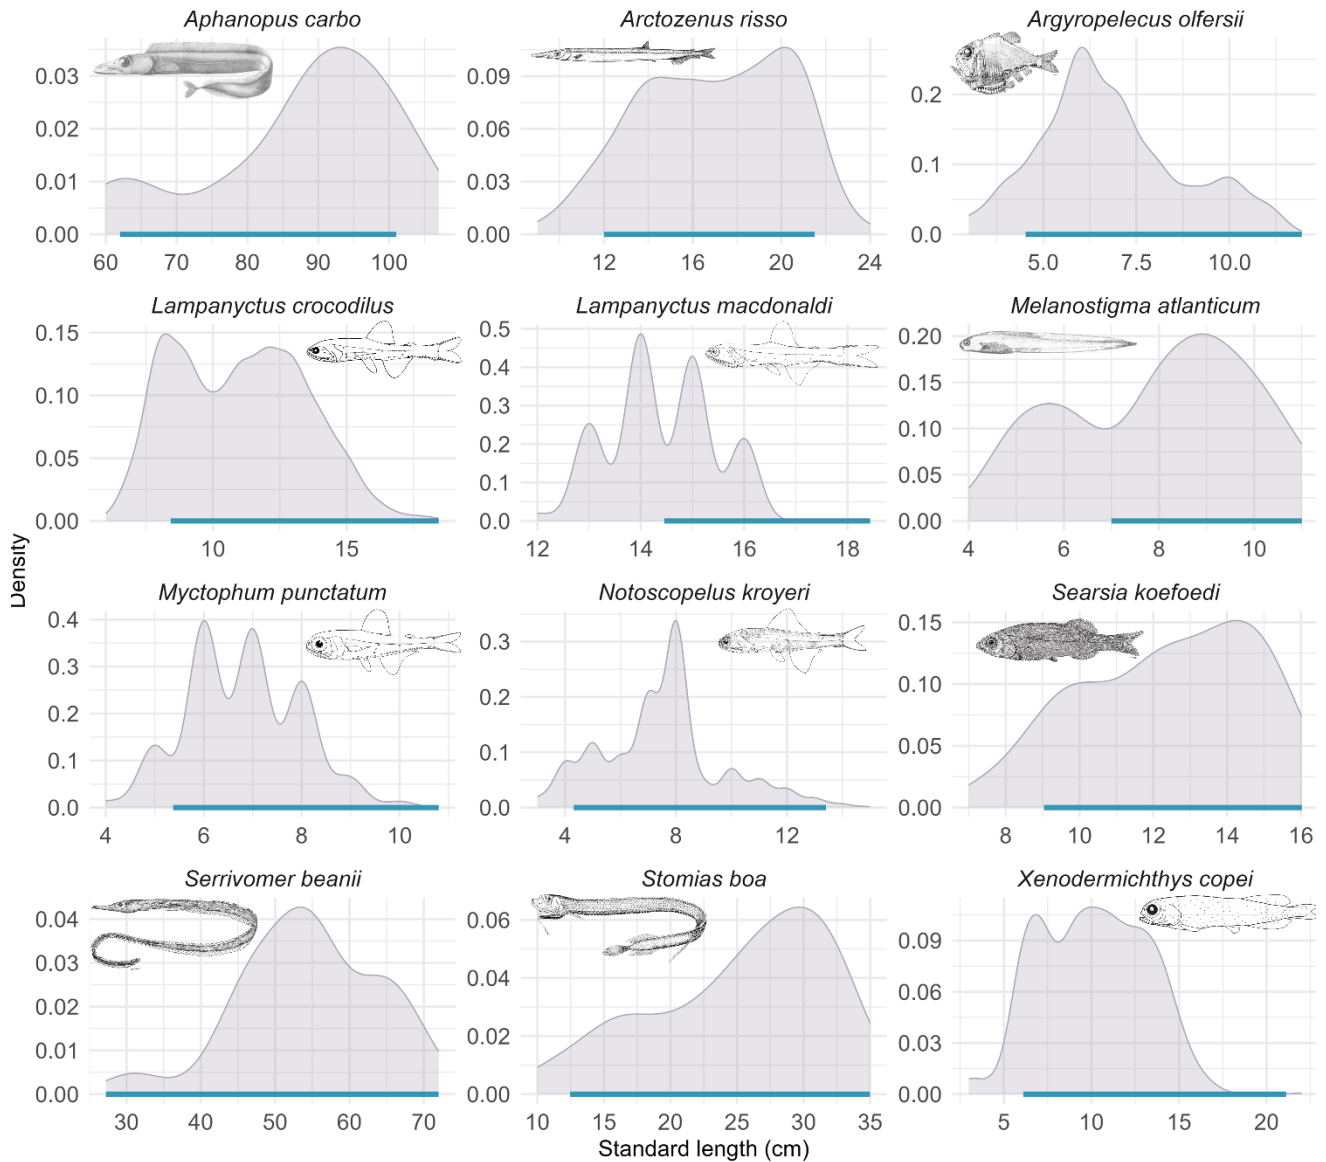 Aphanopus carbo
Arctozenus risso
Argyropelecus olfersii
0.03
0.02
0.01
0.00
60 70 80 90 100
0.09
0.06
0.03
0.00
12 16 20 24
0.2
0.1
0.0
5.0 7.5 10.0
Lampanyctus crocodilus
Lampanyctus macdonaldi
Melanostigma atlanticum
0.15
0.10
0.05
0.00
10 15
0.5
0.4
0.3
0.2
0.1
0.0
12 14 16 18
0.20
0.15
0.10
0.05
0.00
4 6 8 10
Density
Myctophum punctatum
Notoscopelus kroyeri
Searsia koefoedi
0.4
0.3
0.2
0.1
0.0
4 6 8 10
0.3
0.2
0.1
0.0
4 8 12
0.15
0.10
0.05
0.00
8 10 12 14 16
Serrivomer beanii
Stomias boa
Xenodermichthys copei
0.04
0.03
0.02
0.01
0.00
30 40 50 60 70
0.06
0.04
0.02
0.00
10 15 20 25 30 35
0.09
0.06
0.03
0.00
5 10 15 20
Standard length (cm)